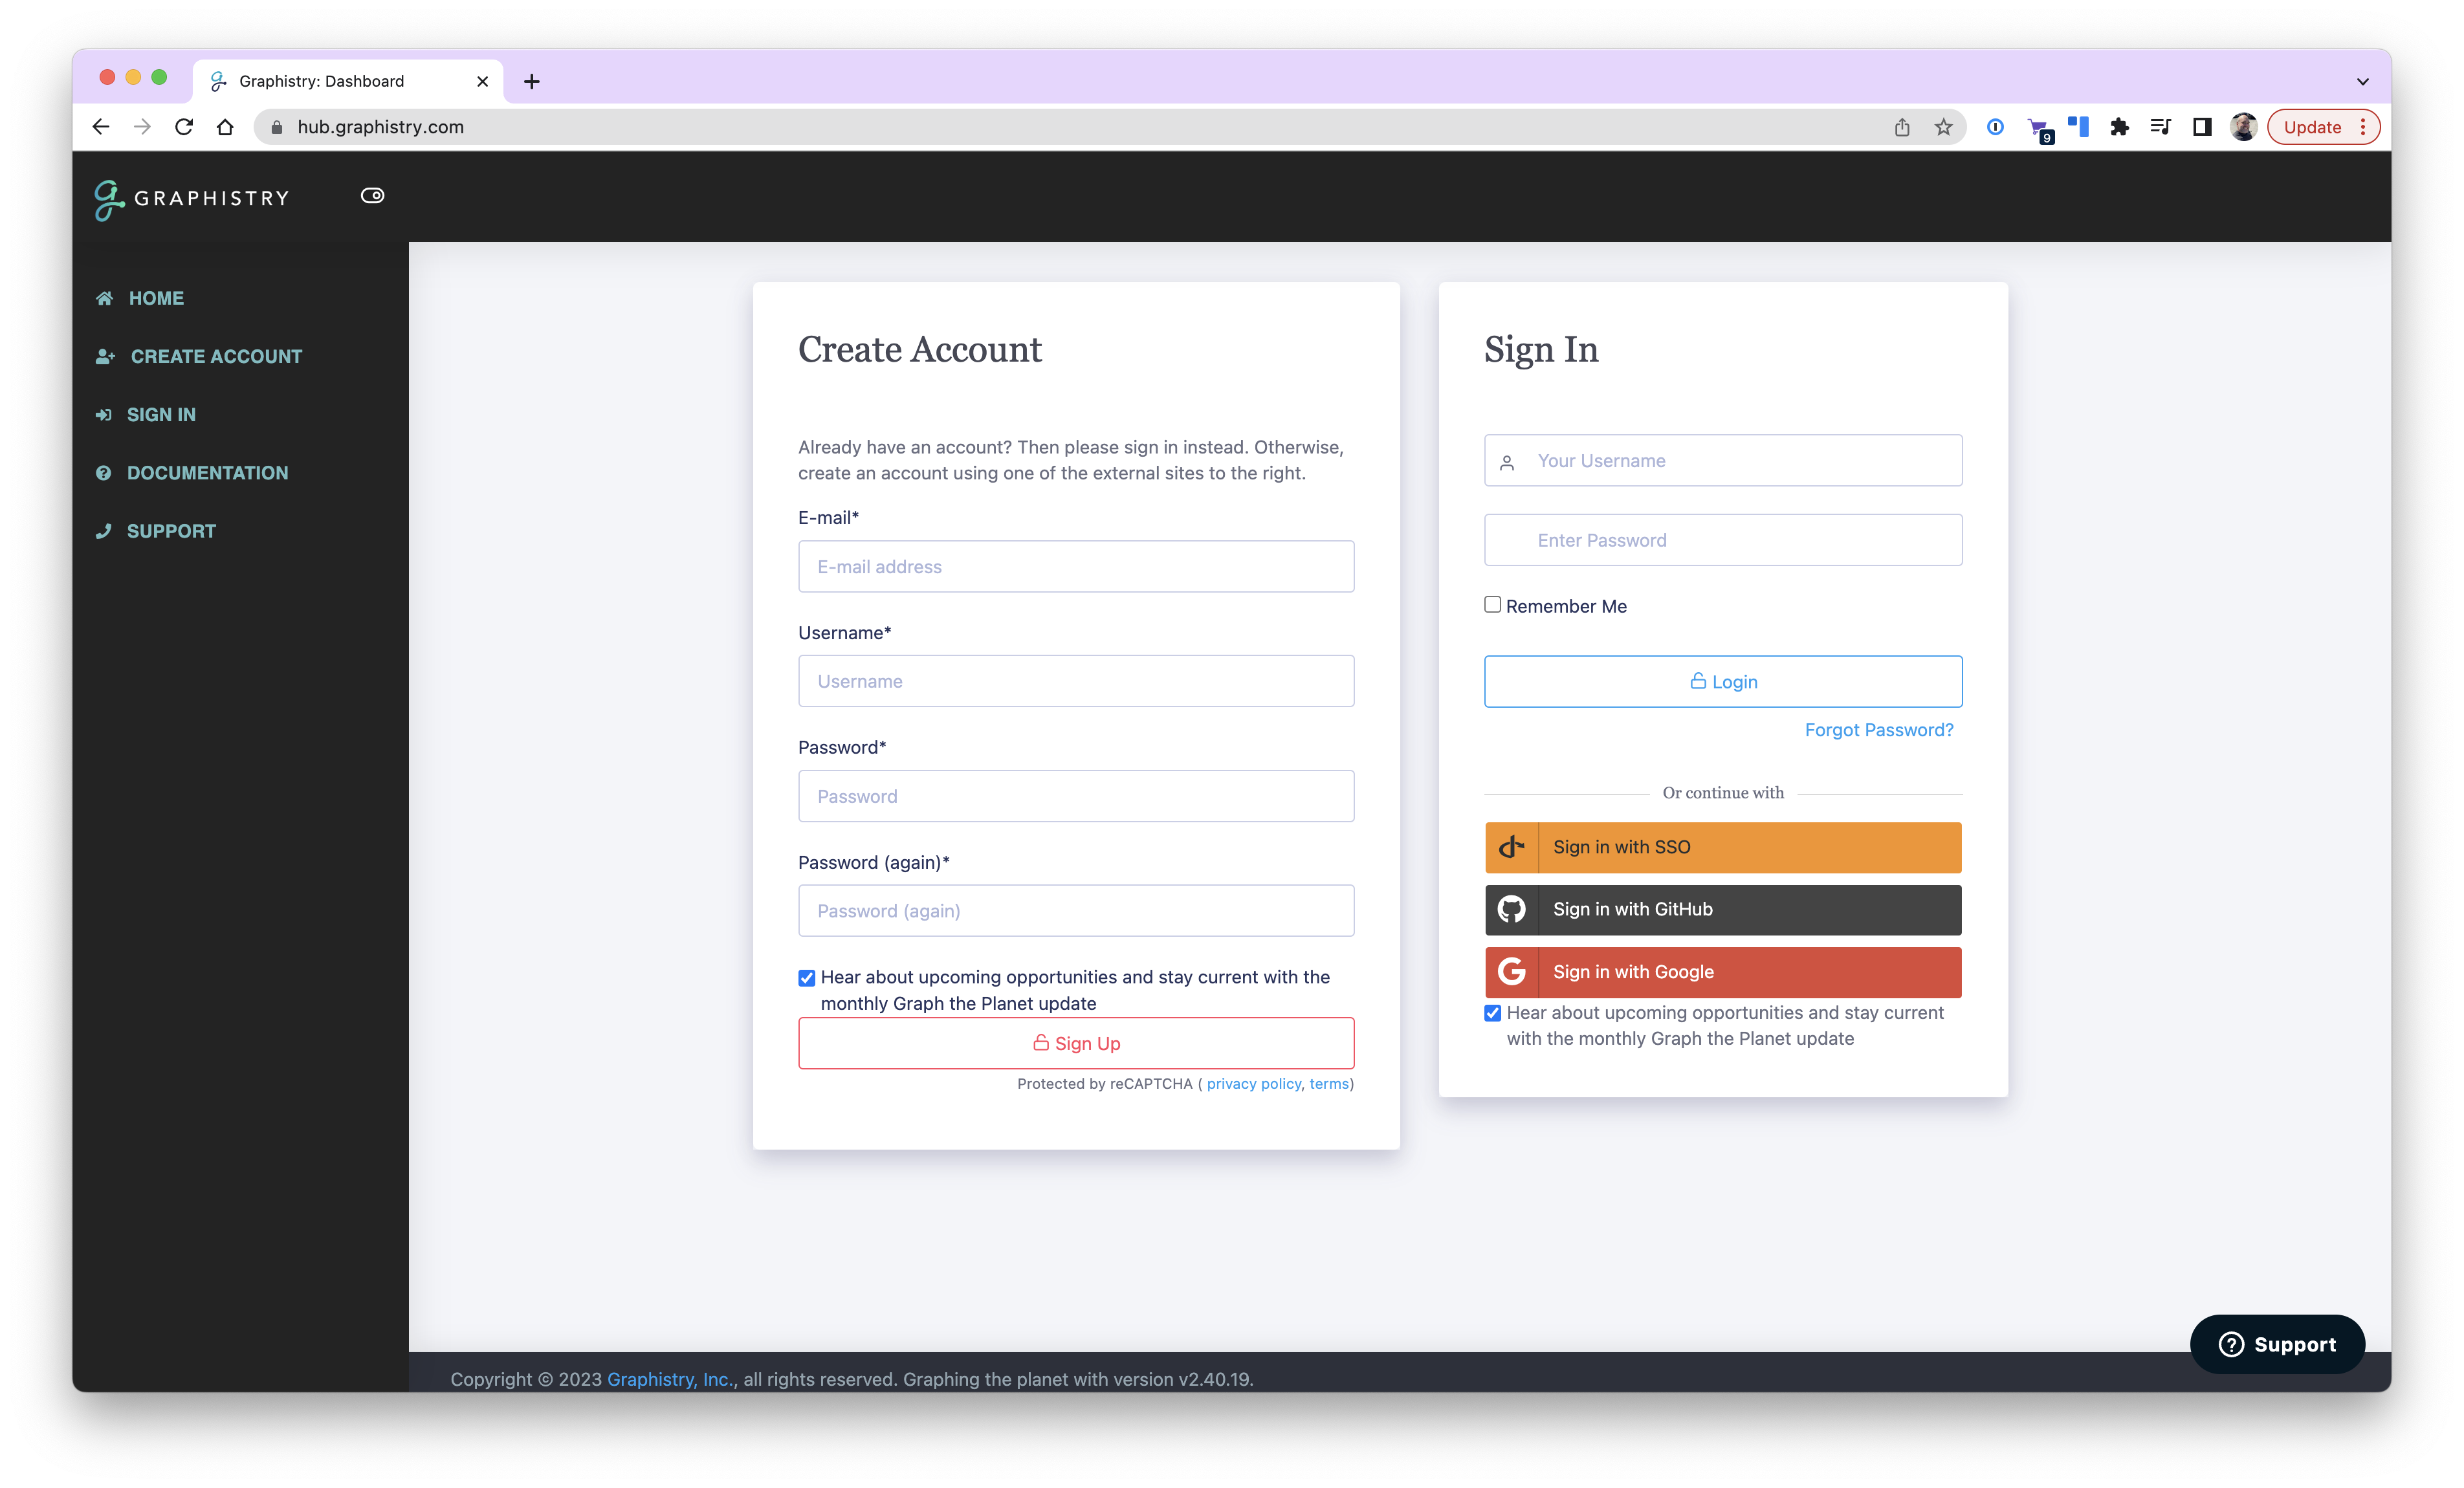 Graphistry: Dashboard
hub.graphistry.com
9
Update
GRAPHISTRY
HOME
CREATE ACCOUNT
SIGN IN
DOCUMENTATION
SUPPORT
Create Account
Already have an account? Then please sign in instead. Otherwise,
create an account using one of the external sites to the right.
E-mail*
E-mail address
Username*
Username
Password*
Password
Password (again)*
Password (again)
Hear about upcoming opportunities and stay current with the
monthly Graph the Planet update
Sign Up
Protected by reCAPTCHA ( privacy policy, terms)
Sign In
Your Username
Enter Password
Remember Me
Login
Forgot Password?
Or continue with
Sign in with SSO
Sign in with GitHub
Sign in with Google
Hear about upcoming opportunities and stay current
with the monthly Graph the Planet update
Support
Copyright © 2023 Graphistry, Inc., all rights reserved. Graphing the planet with version v2.40.19.